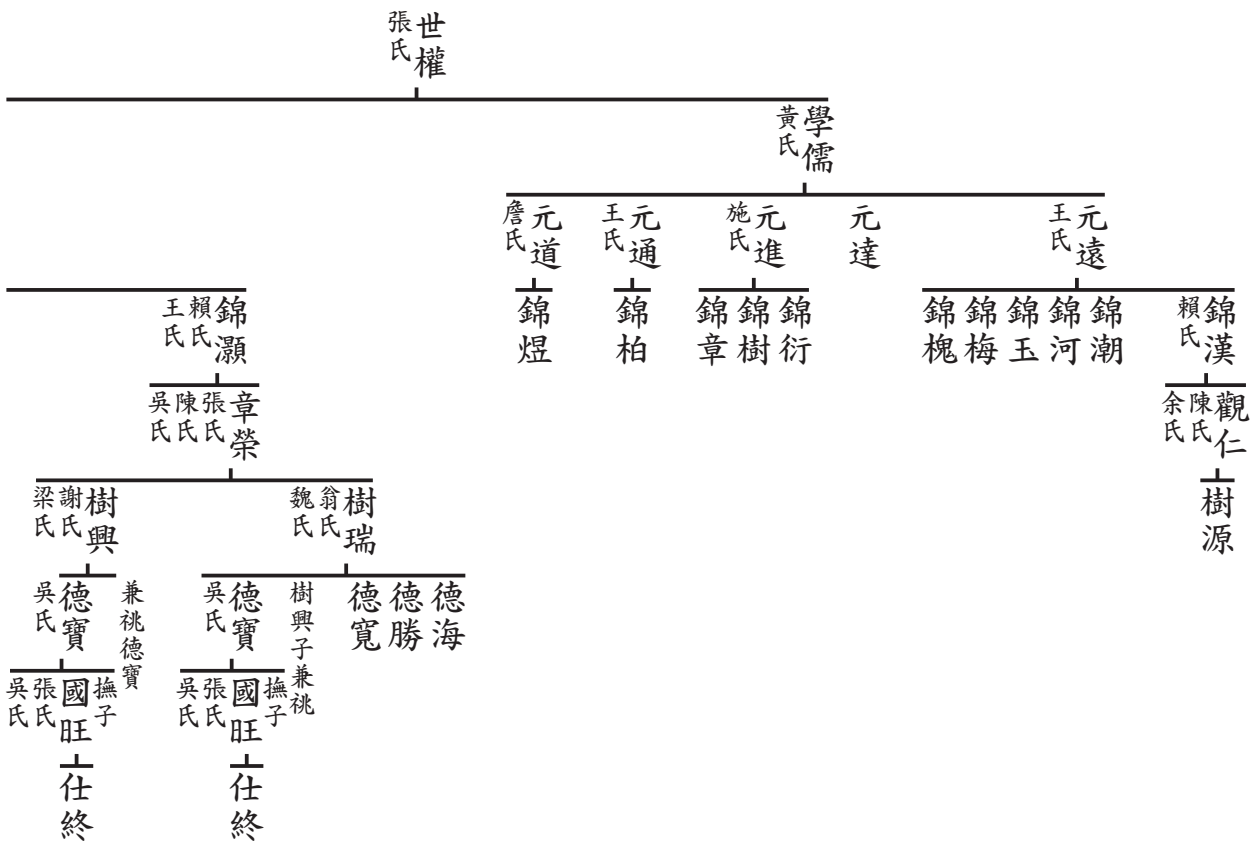 世權
張氏
學儒
黃氏
元遠
王氏
元達
元進
施氏
元通
王氏
元道
詹氏
錦漢
賴氏
錦潮
錦河
錦玉
錦梅
錦槐
錦衍
錦樹
錦章
錦柏
錦煜
錦灝
賴氏
王氏
觀仁
陳氏
余氏
章榮
張氏
陳氏
吳氏
樹源
樹瑞
翁氏
魏氏
樹興
謝氏
梁氏
德海
德勝
德寬
樹興子兼祧
德寶
吳氏
兼祧德寶
德寶
吳氏
撫子
國旺
張氏
吳氏
撫子
國旺
張氏
吳氏
仕終
仕終